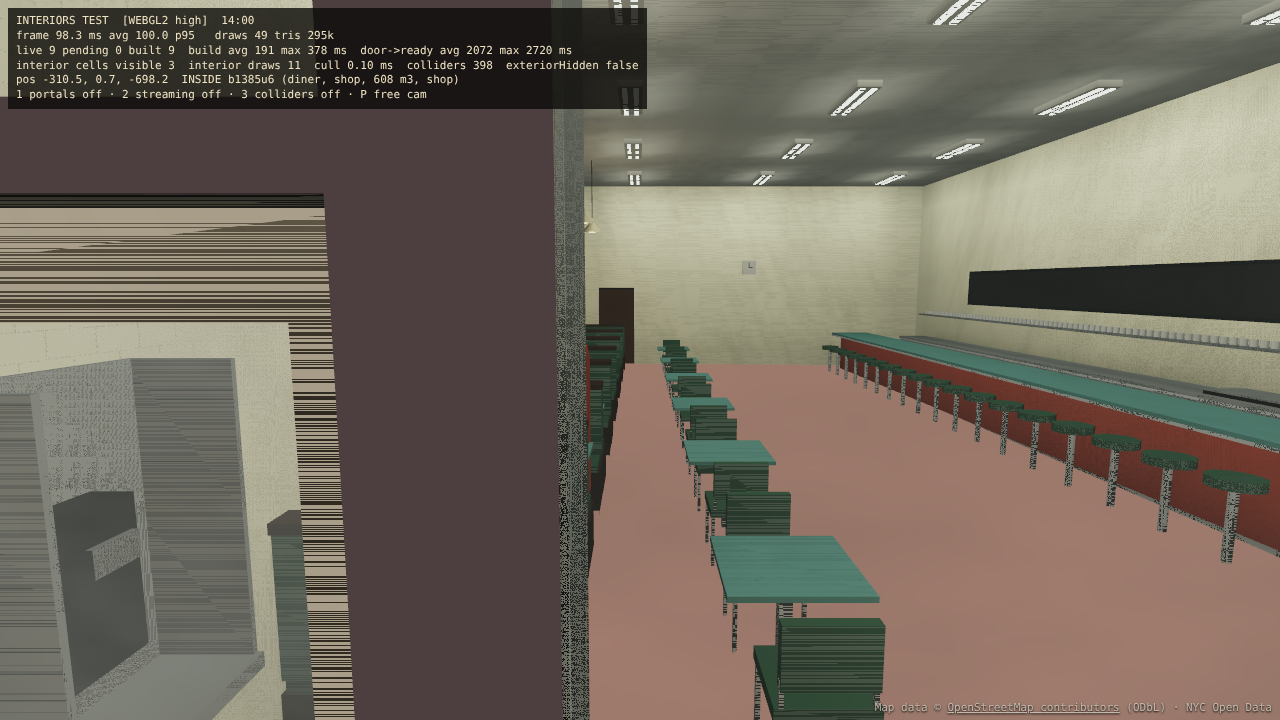 INTERIORS TEST  [WEBGL2 high]  14:00
frame 98.3 ms avg 100.0 p95   draws 49 tris 295k
live 9 pending 0 built 9  build avg 191 max 378 ms  door->ready avg 2072 max 2720 ms
interior cells visible 3  interior draws 11  cull 0.10 ms  colliders 398  exteriorHidden false
pos -310.5, 0.7, -698.2  INSIDE b1385u6 (diner, shop, 608 m3, shop)
1 portals off · 2 streaming off · 3 colliders off · P free cam
Map data © OpenStreetMap contributors (ODbL) · NYC Open Data